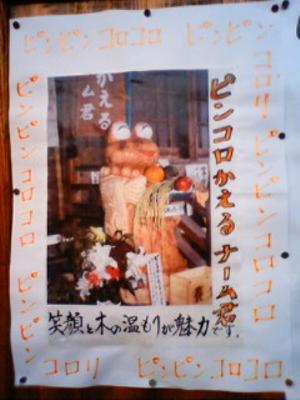 ピンピンコロコロ ピンピンコロリ
ピンピンコロコロ
ピンピンコロリ
ピンピンコロコロ
ピンピンコロコロ
ピンコロかえる ナーム君
かえる
ム君
笑顔と木の温もりが魅力です。